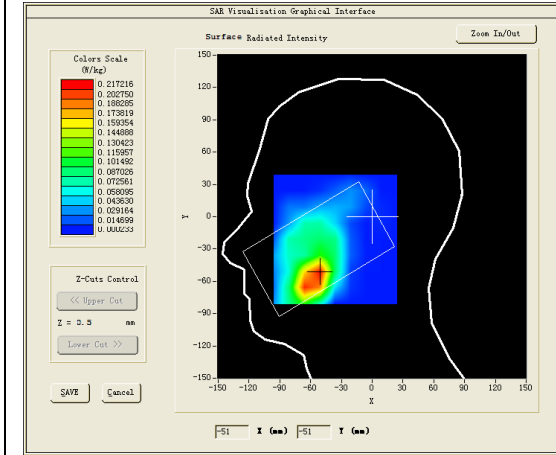 SAR Visualisation Graphical Interface
Surface Radiated Intensity
Zoom In/Out
Colors Scale
(W/kg)
0.217216
0.202750
0.188285
0.173819
0.159354
0.144888
0.130423
0.115957
0.101492
0.087026
0.072561
0.058095
0.043630
0.029164
0.014699
0.000233
150
120
90
60
30
0
-30
-60
-90
-120
-150
Y
-150 -120 -90 -60 -30 0 30 60 90 120 150
X
Z-Cuts Control
<< Upper Cut
Z = 0.5 mm
Lower Cut >>
SAVE Cancel
-51 X (mm) -51 Y (mm)